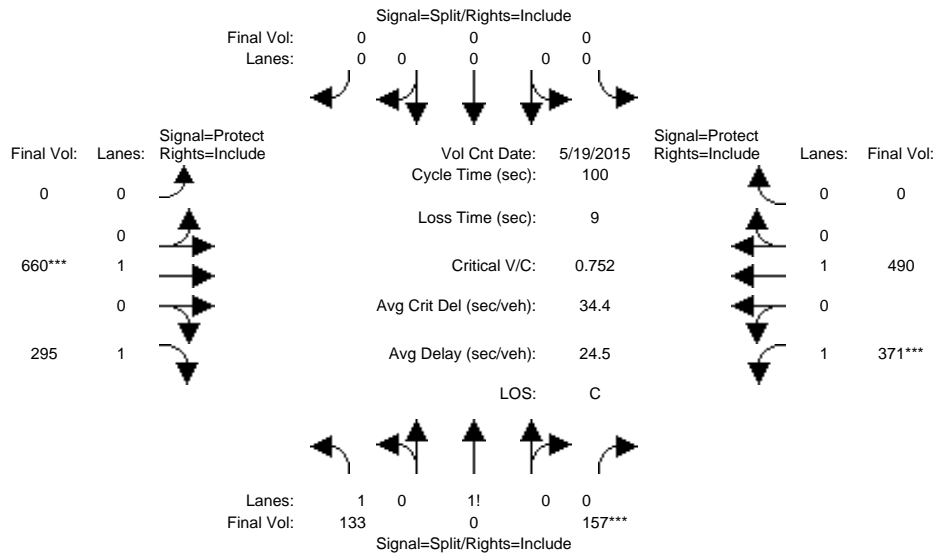 Signal=Split/Rights=Include
Final Vol: 0 0 0
Lanes: 0 0 0 0 0
Signal=Protect Signal=Protect
Final Vol: Lanes: Rights=Include Vol Cnt Date: 5/19/2015 Rights=Include Lanes: Final Vol:
Cycle Time (sec): 100
0 0 0 0
Loss Time (sec): 9
0 0
660*** 1 Critical V/C: 0.752 1 490
0 Avg Crit Del (sec/veh): 34.4 0
295 1 Avg Delay (sec/veh): 24.5 1 371***
LOS: C
Lanes: 1 0 1! 0 0
Final Vol: 133 0 157***
Signal=Split/Rights=Include